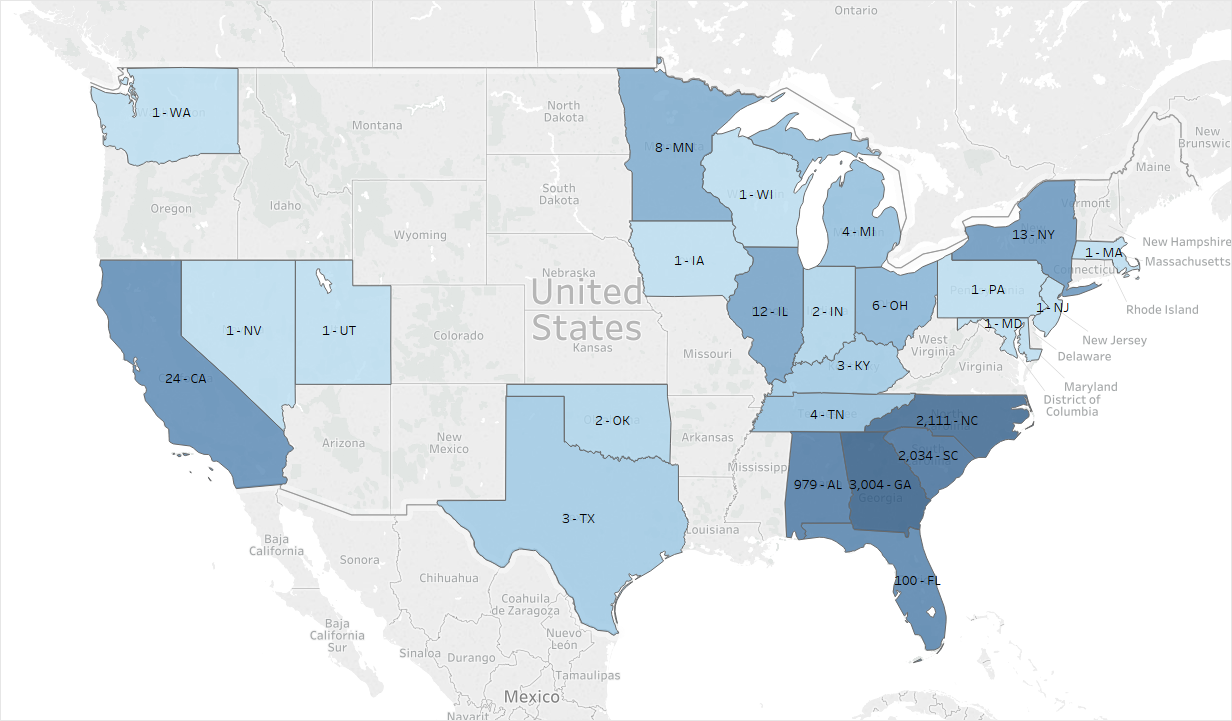 Ontario
1 - WA
North
Dakota
Montana
8 - MN
New
Brunswic
Maine
1 - WI
South
Dakota
Oregon
Idaho
Vermont
4 - MI
13 - NY
Wyoming
New Hampshire
1 - MA
Massachusetts
1 - IA
Connecticut
Nebraska
United
States
1 - PA
1 - NJ
Rhode Island
12 - IL
2 - IN
6 - OH
1 - NV
1 - UT
Colorado
Kansas
Missouri
1 - MD
West
Virginia
New Jersey
Delaware
Virginia
3 - KY
24 - CA
Maryland
District of
Columbia
4 - TN
2 - OK
2,111 - NC
Arizona
New
Mexico
Arkansas
2,034 - SC
Mississipp
979 - AL
3,004 - GA
Georgia
3 - TX
Louisiana
Baja
California
Sonora
Chihuahua
100 - FL
Coahuila
de Zaragoza
Baja
California
Sur
Nuevo
León
Sinaloa
Durango
Tamaulipas
Mexico
Nayarit